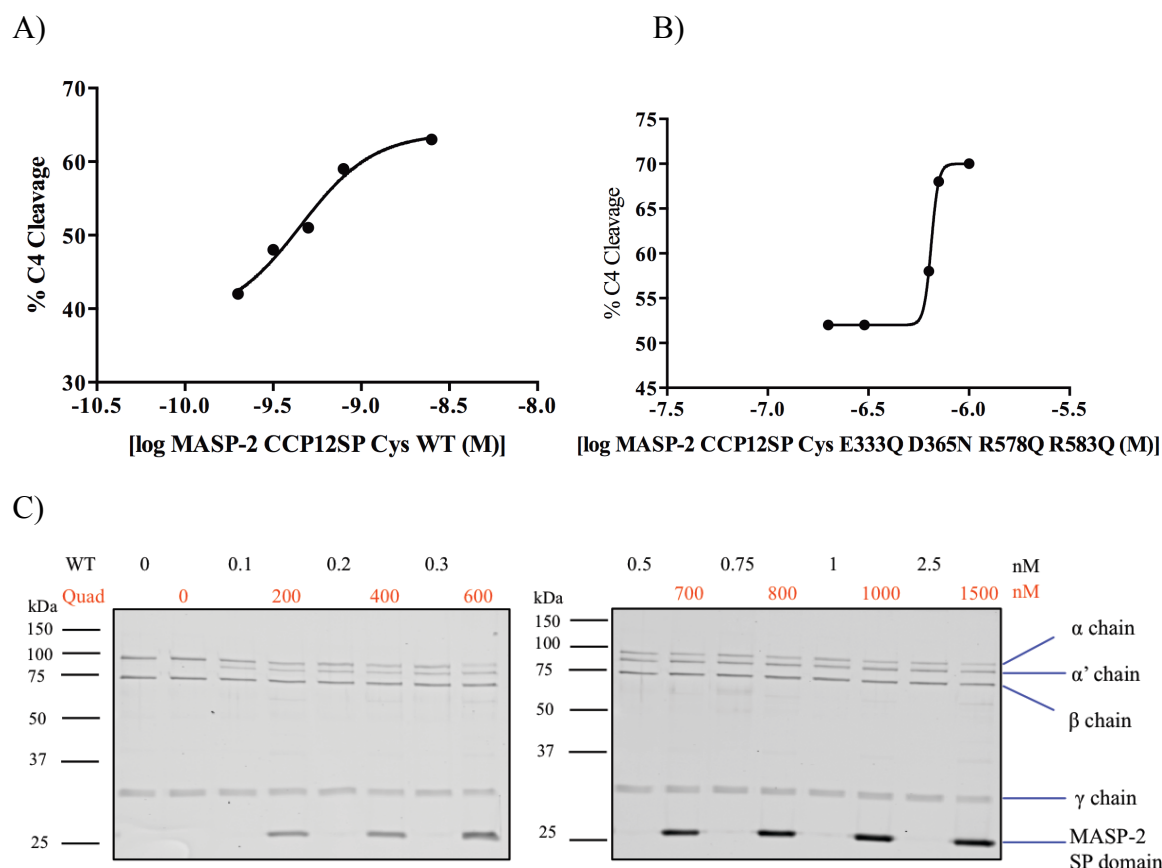 A)
70
60
50
40
30
% C4 Cleavage
-10.5 -10.0 -9.5 -9.0 -8.5 -8.0
[log MASP-2 CCP12SP Cys WT (M)]
B)
75
70
65
60
55
50
45
% C4 Cleavage
-7.5 -7.0 -6.5 -6.0 -5.5
[log MASP-2 CCP12SP Cys E333Q D365N R578Q R583Q (M)]
C)
WT 0 0.1 0.2 0.3
Quad 0 200 400 600
kDa
150
100
75
50
37
25
0.5 0.75 1 2.5 nM
700 800 1000 1500 nM
kDa
150
100
75
50
37
25
α chain
α’ chain
β chain
γ chain
MASP-2
SP domain